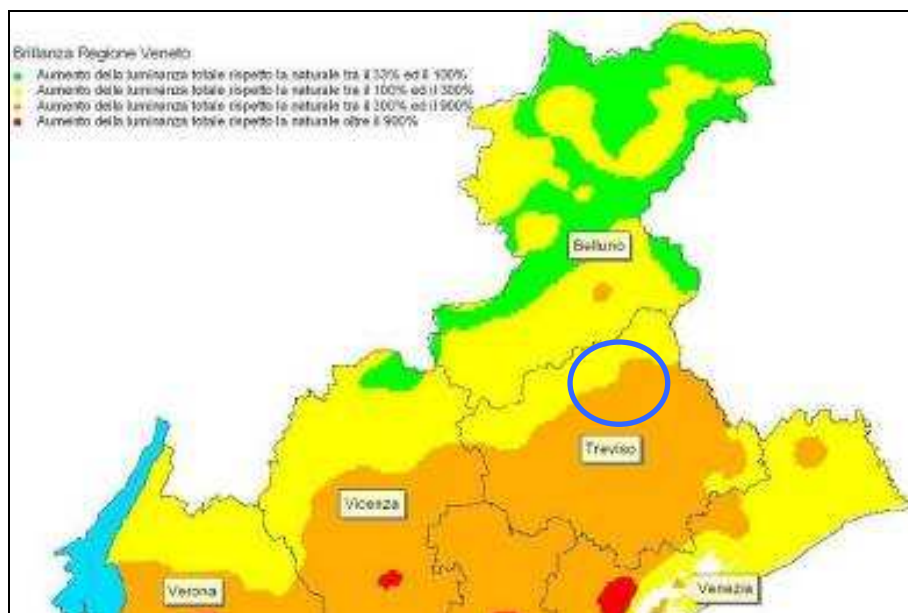 Brillanza Regione Veneto
Aumento della luminanza totale rispetto la naturale tra il 33% ed il 100%
Aumento della luminanza totale rispetto la naturale tra il 100% ed il 300%
Aumento della luminanza totale rispetto la naturale tra il 300% ed il 900%
Aumento della luminanza totale rispetto la naturale oltre il 900%
Belluno
Treviso
Vicenza
Verona
Venezia